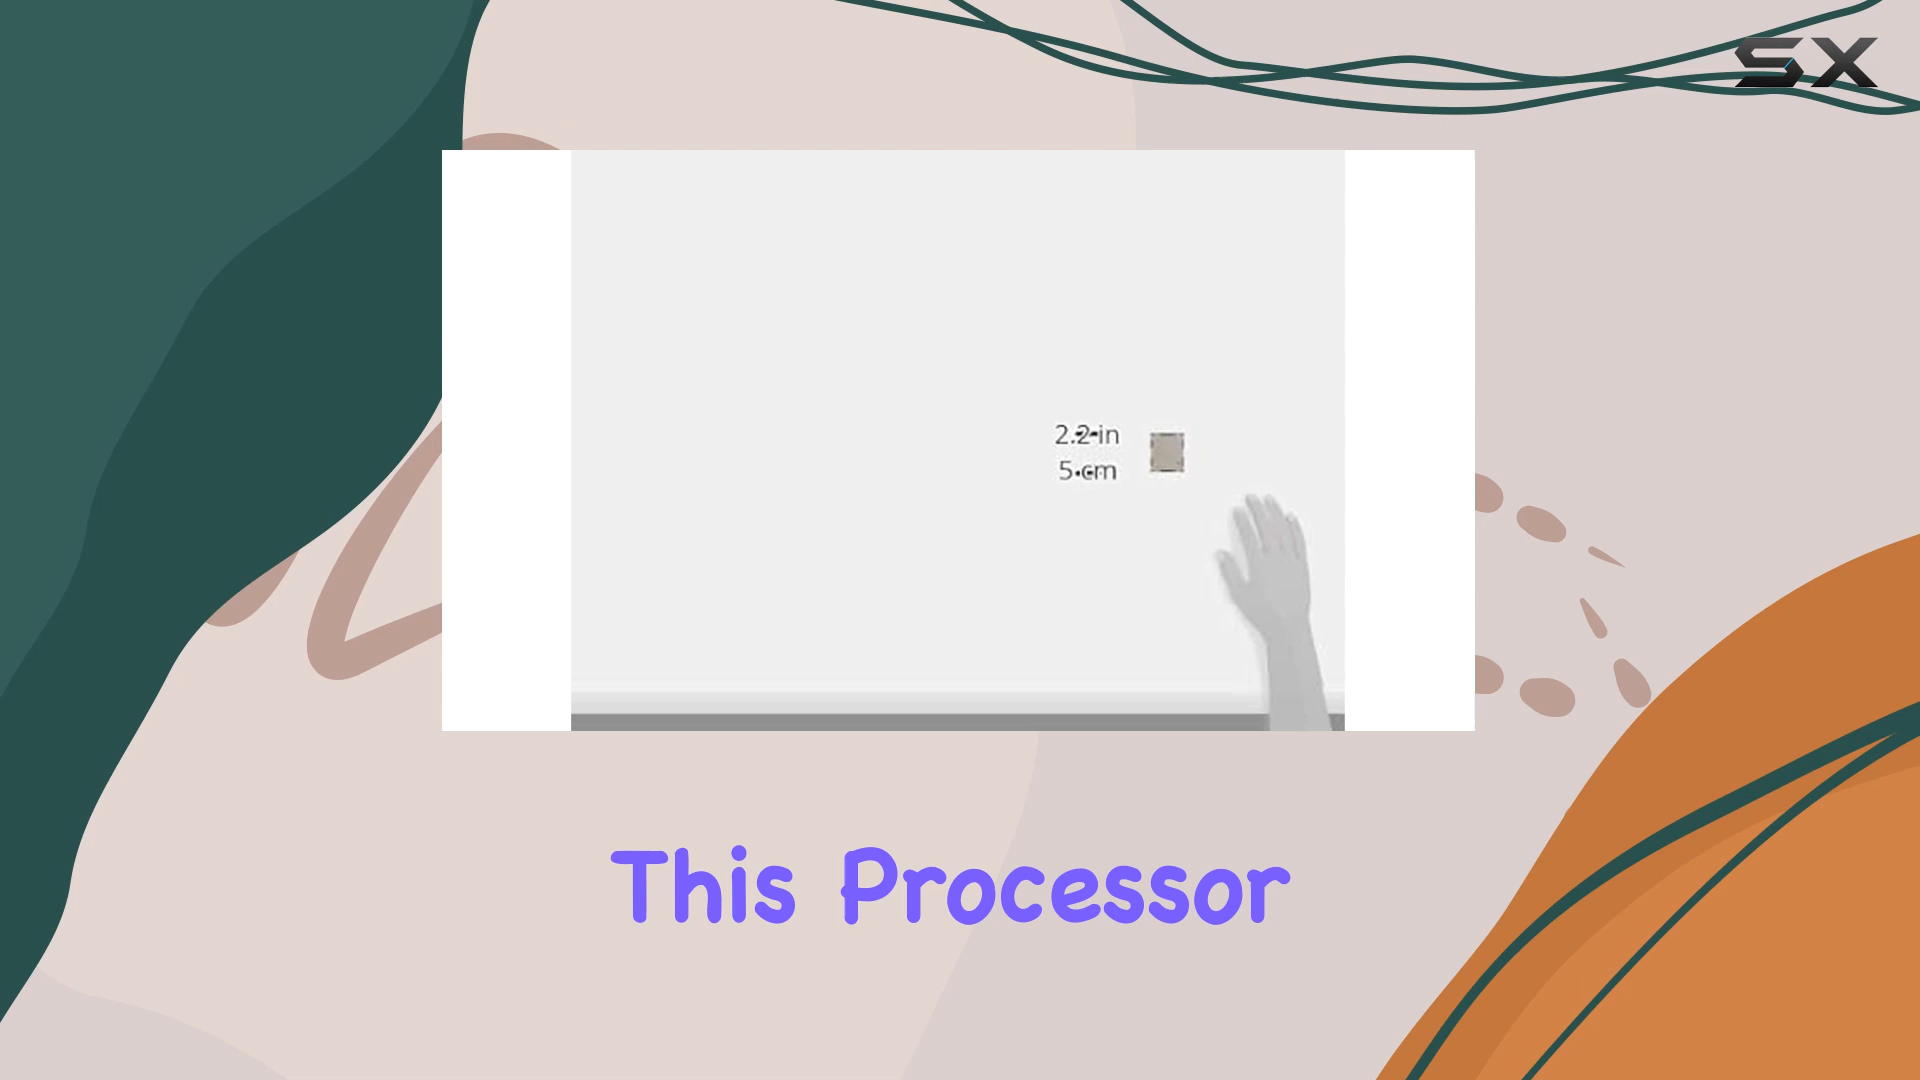 SX
2.2 in
5 cm
This Processor